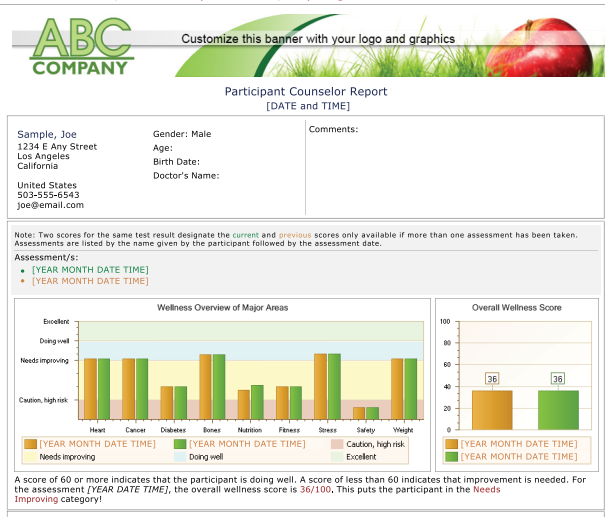 ABC
COMPANY
Customize this banner with your logo and graphics
Participant Counselor Report
[DATE and TIME]
Sample, Joe
1234 E Any Street
Los Angeles
California
United States
503-555-6543
joe@email.com
Gender: Male
Age:
Birth Date:
Doctor's Name:
Comments:
Note: Two scores for the same test result designate the current and previous scores only available if more than one assessment has been taken.
Assessments are listed by the name given by the participant followed by the assessment date.
Assessment/s:
[YEAR MONTH DATE TIME]
[YEAR MONTH DATE TIME]
Wellness Overview of Major Areas
Excellent
Doing well
Needs improving
Caution, high risk
Heart Cancer Diabetes Bones Nutrition Fitness Stress Safety Weight
[YEAR MONTH DATE TIME] [YEAR MONTH DATE TIME] Caution, high risk
Needs improving Doing well Excellent
Overall Wellness Score
100
80
60
40
20
0
36 36
[YEAR MONTH DATE TIME]
[YEAR MONTH DATE TIME]
A score of 60 or more indicates that the participant is doing well. A score of less than 60 indicates that improvement is needed. For
the assessment [YEAR DATE TIME], the overall wellness score is 36/100. This puts the participant in the Needs
Improving category!